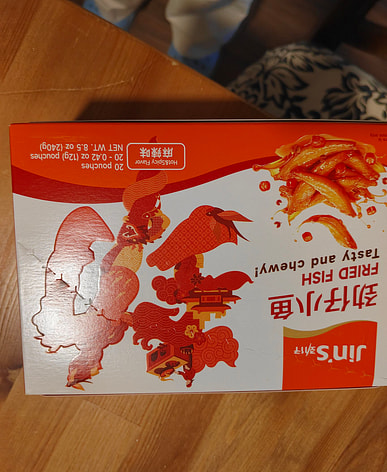 Jin'S劲仔
劲仔小鱼
FRIED FISH
Tasty and chewy!
麻辣味
Hot&Spicy Flavor
20 pouches
20 - 0.42 oz (12g) pouches
NET WT. 8.5 oz (240g)